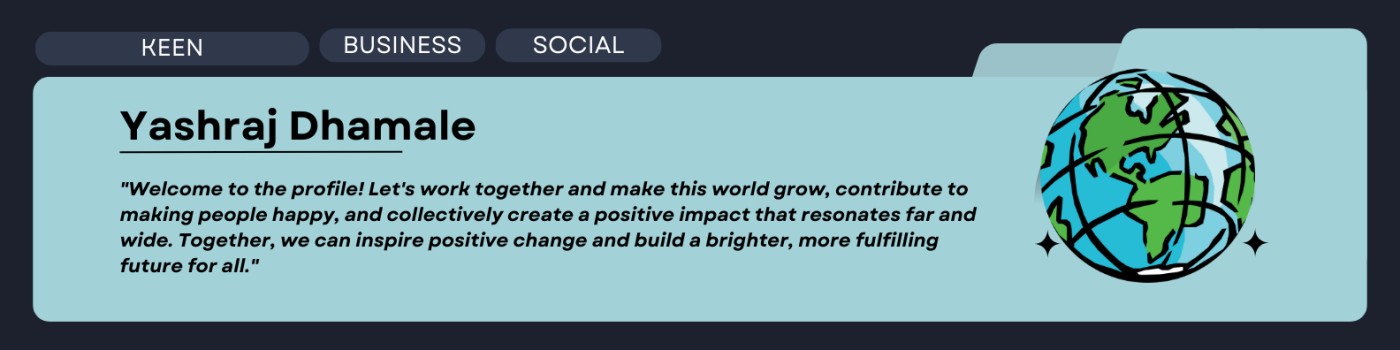 KEEN
BUSINESS
SOCIAL
Yashraj Dhamale
"Welcome to the profile! Let's work together and make this world grow, contribute to
making people happy, and collectively create a positive impact that resonates far and
wide. Together, we can inspire positive change and build a brighter, more fulfilling
future for all."